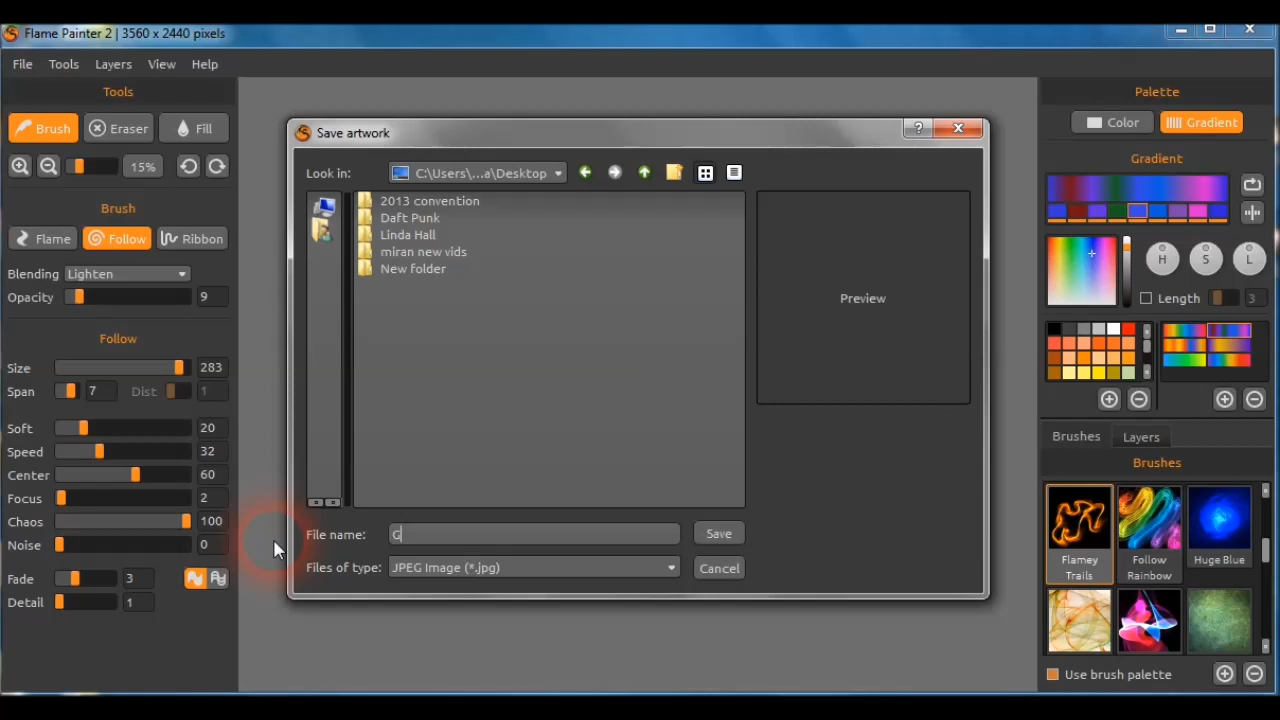 Flame Painter 2 | 3560 x 2440 pixels
File Tools Layers View Help
Tools
Brush Eraser Fill
15%
Brush
Flame Follow Ribbon
Blending Lighten
Opacity 9
Follow
Size 283
Span 7 Dist 1
Soft 20
Speed 32
Center 60
Focus 2
Chaos 100
Noise 0
Fade 3
Detail 1
Save artwork
?
Look in: C:\Users\...a\Desktop
2013 convention
Daft Punk
Linda Hall
miran new vids
New folder
Preview
File name: G
Save
Files of type: JPEG Image (*.jpg)
Cancel
Palette
Color Gradient
Gradient
H S L
Length 3
Brushes Layers
Brushes
Flamey Trails
Follow Rainbow
Huge Blue
Use brush palette